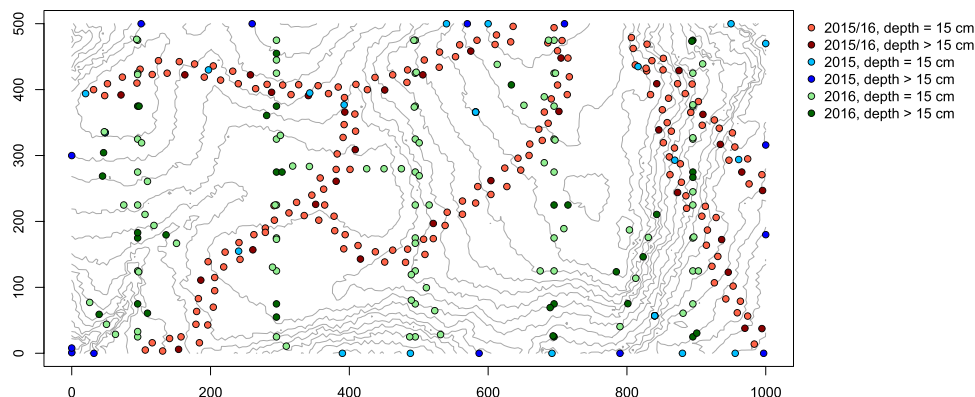 500
400
300
200
100
0
0
200
400
600
800
1000
2015/16, depth = 15 cm
2015/16, depth > 15 cm
2015, depth = 15 cm
2015, depth > 15 cm
2016, depth = 15 cm
2016, depth > 15 cm